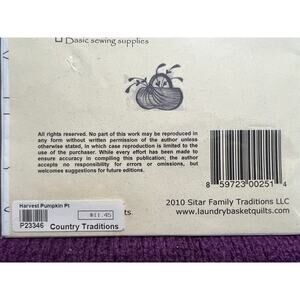 Basic sewing supplies
All rights reserved. No part of this work may be reproduced in any
form without written permission of the author unless
otherwise stated, in which case reproduction is limited to the
use of the purchaser. While every effort has been made to
ensure accuracy in compiling this publication; the author
accepts no responsibility for errors or omissions, but
welcomes suggestions for future editions.
8 59723 00251 4
2010 Sitar Family Traditions LLC
www.laundrybasketquilts.com
Harvest Pumpkin Pt
$11.45
P23346 Country Traditions